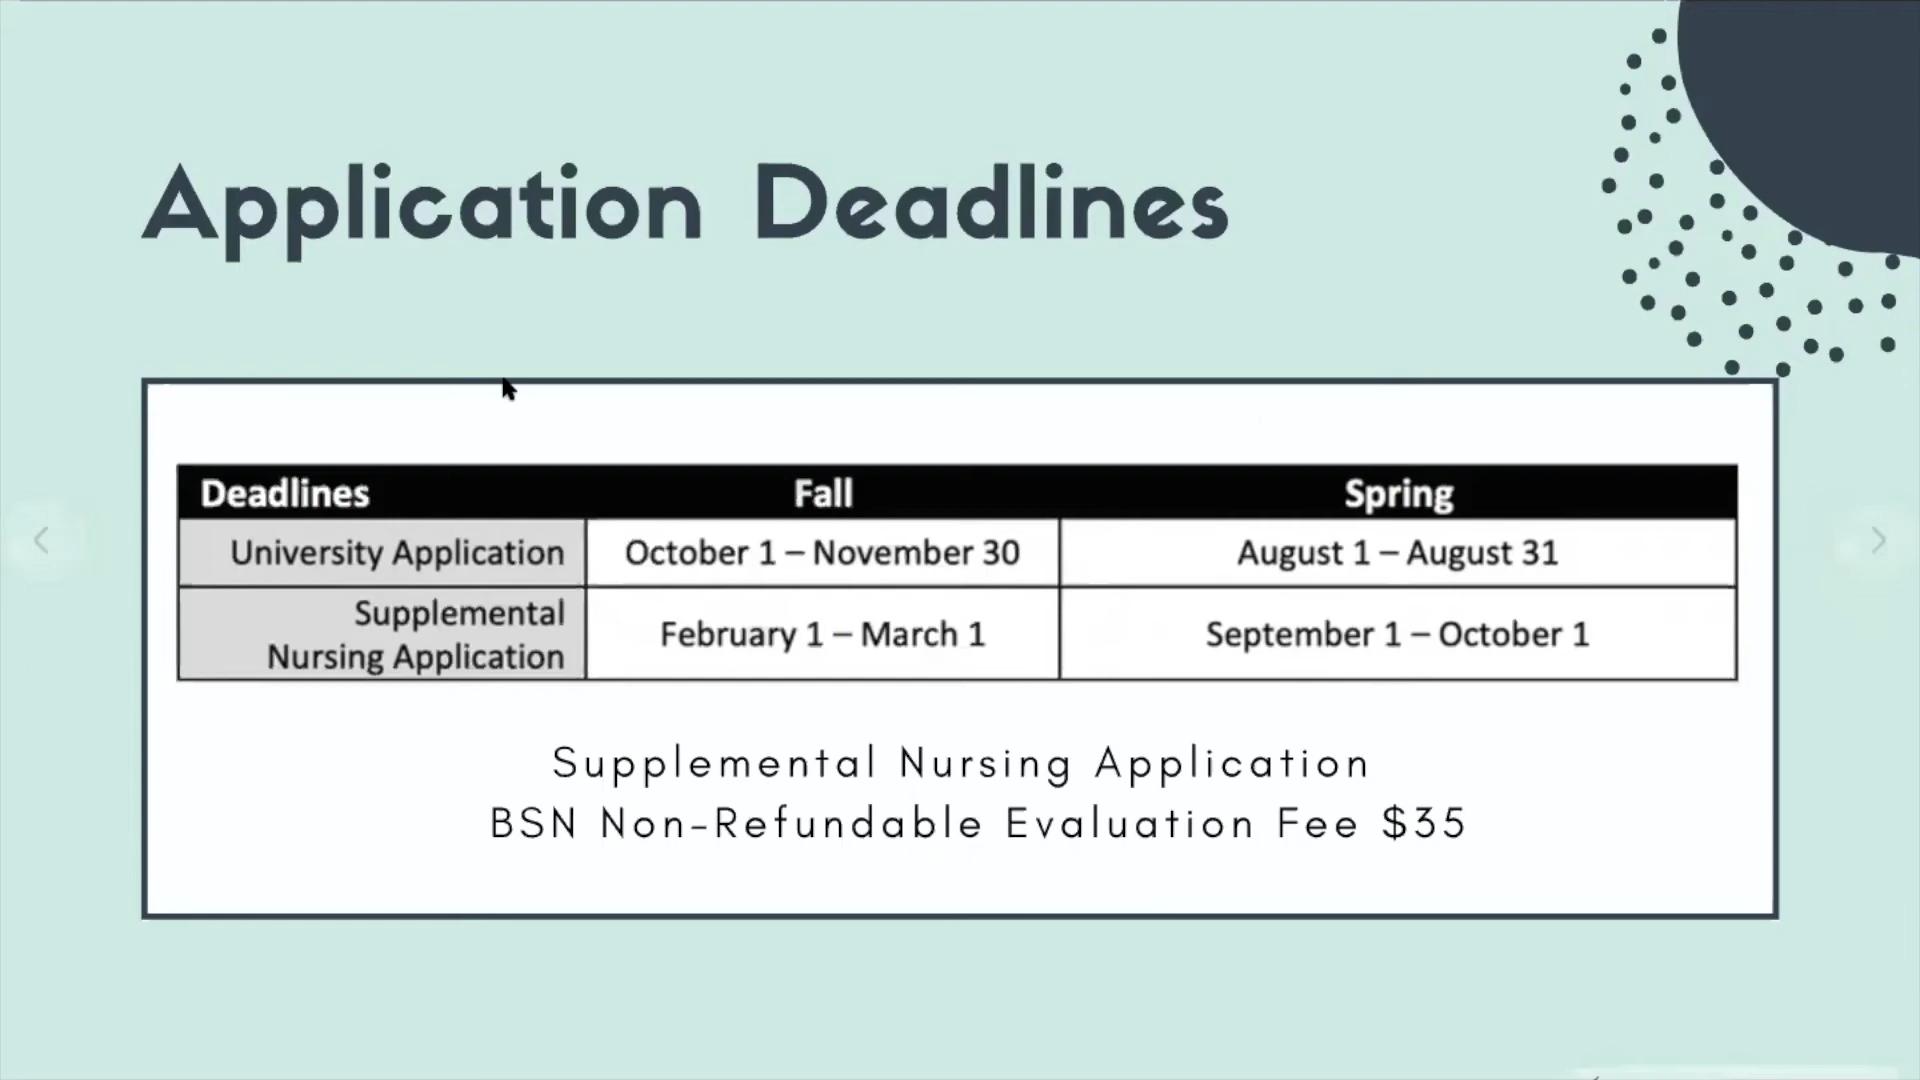 Application Deadlines
Deadlines Fall Spring
University Application October 1 – November 30 August 1 – August 31
Supplemental
Nursing Application February 1 – March 1 September 1 – October 1
Supplemental Nursing Application
BSN Non-Refundable Evaluation Fee $35